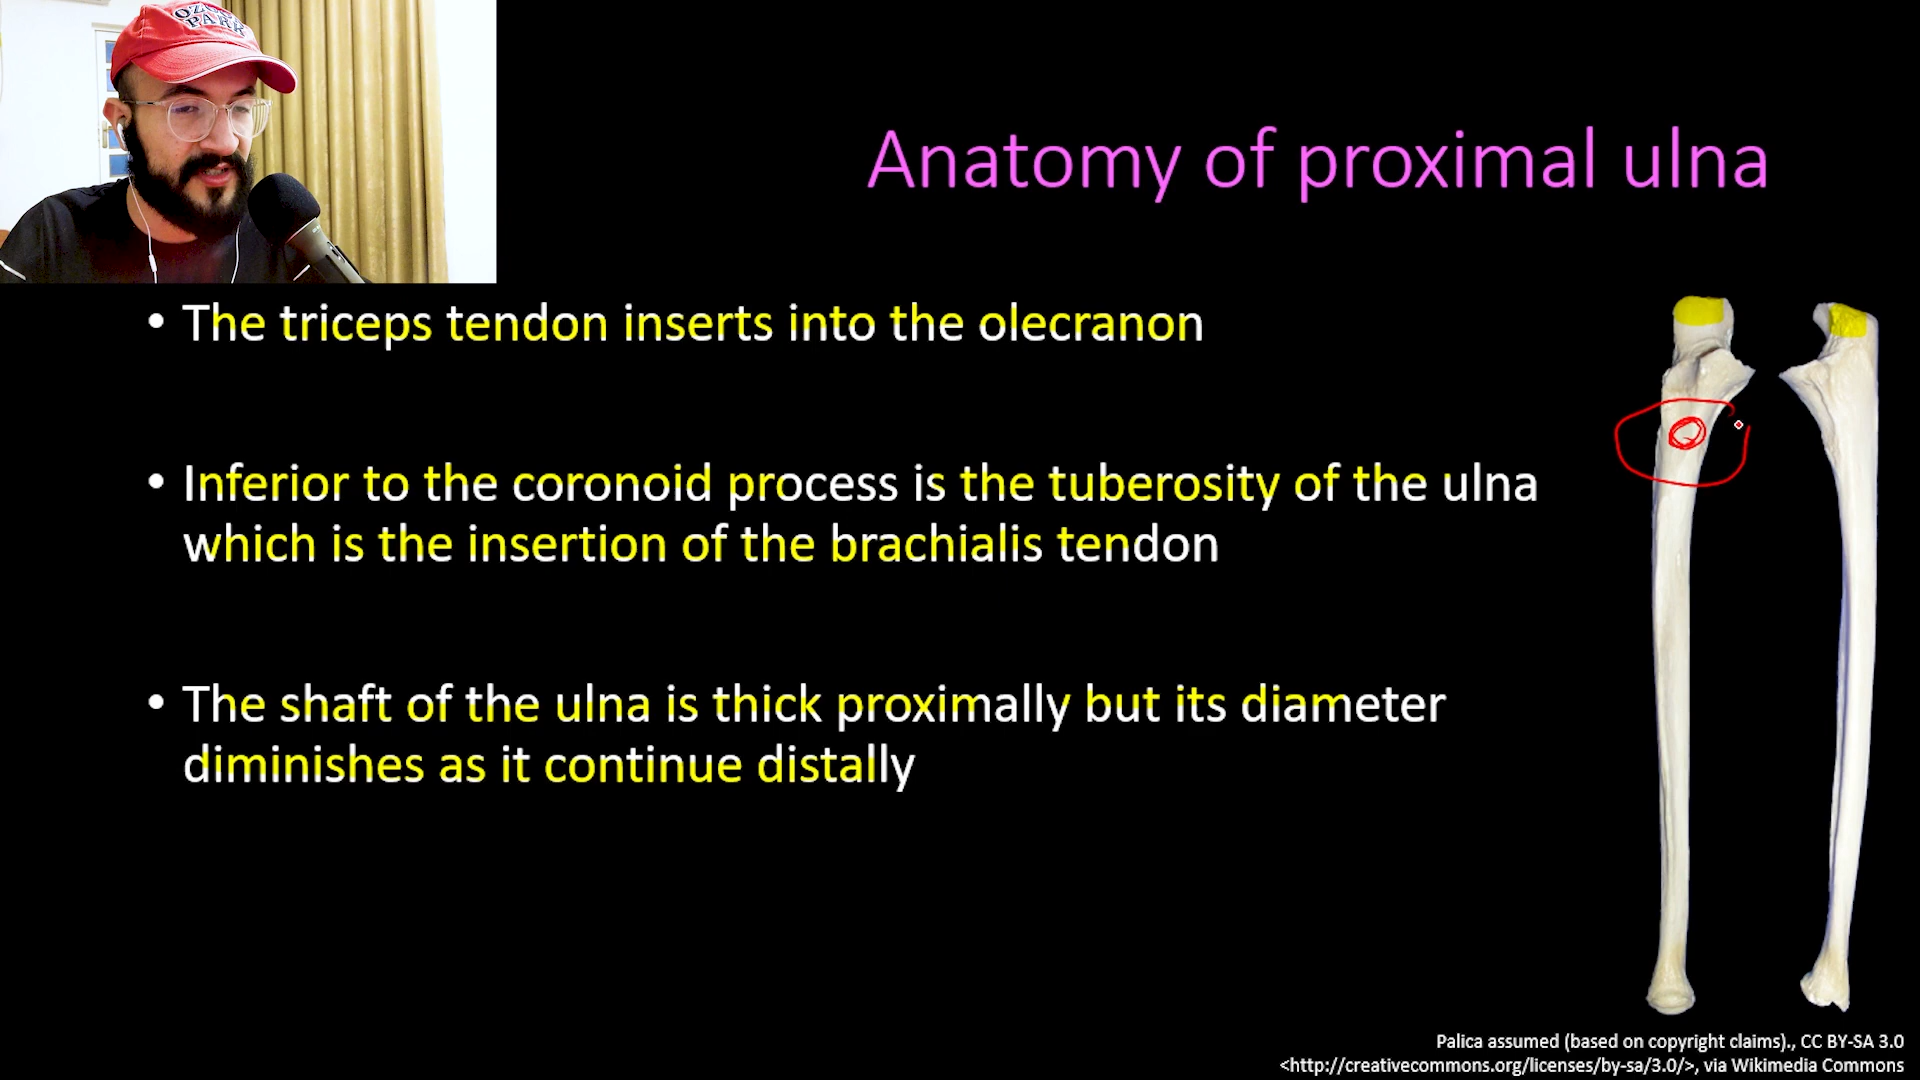 OZONE
PARK
Anatomy of proximal ulna
• The triceps tendon inserts into the olecranon
• Inferior to the coronoid process is the tuberosity of the ulna
which is the insertion of the brachialis tendon
• The shaft of the ulna is thick proximally but its diameter
diminishes as it continue distally
Palica assumed (based on copyright claims)., CC BY-SA 3.0
<http://creativecommons.org/licenses/by-sa/3.0/>, via Wikimedia Commons